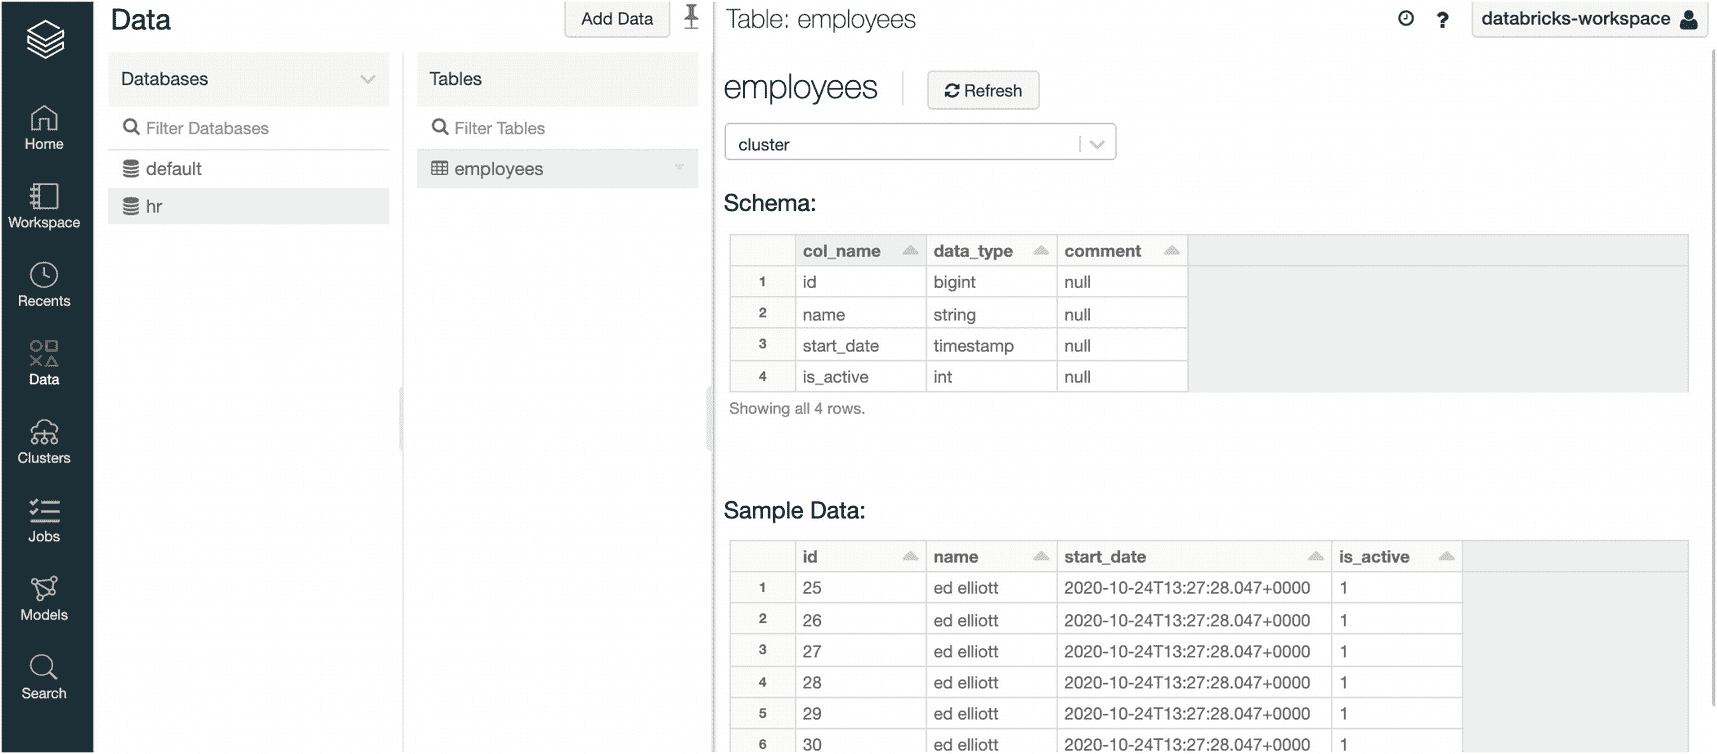 Data
Add Data
Table: employees
?
databricks-workspace
Home
Workspace
Recents
Data
Clusters
Jobs
Models
Search
Databases
Filter Databases
default
hr
Tables
Filter Tables
employees
employees
Refresh
cluster
Schema:
col_name data_type comment
1 id bigint null
2 name string null
3 start_date timestamp null
4 is_active int null
Showing all 4 rows.
Sample Data:
id name start_date is_active
1 25 ed elliott 2020-10-24T13:27:28.047+0000 1
2 26 ed elliott 2020-10-24T13:27:28.047+0000 1
3 27 ed elliott 2020-10-24T13:27:28.047+0000 1
4 28 ed elliott 2020-10-24T13:27:28.047+0000 1
5 29 ed elliott 2020-10-24T13:27:28.047+0000 1
6 30 ed elliott 2020-10-24T13:27:28.047+0000 1